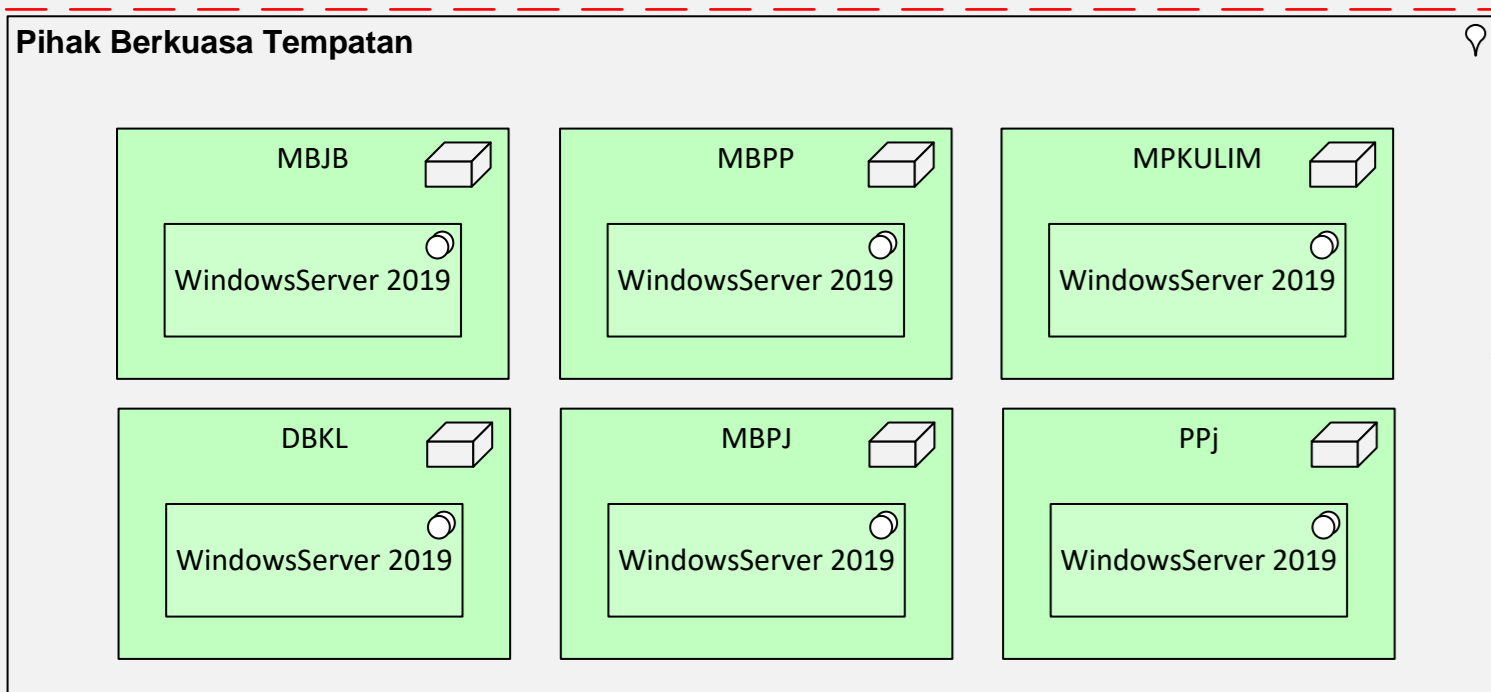 Pihak Berkuasa Tempatan
MBJB
WindowsServer 2019
MBPP
WindowsServer 2019
MPKULIM
WindowsServer 2019
DBKL
WindowsServer 2019
MBPJ
WindowsServer 2019
PPj
WindowsServer 2019